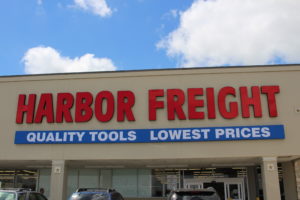 HARBOR FREIGHT
QUALITY TOOLS LOWEST PRICES